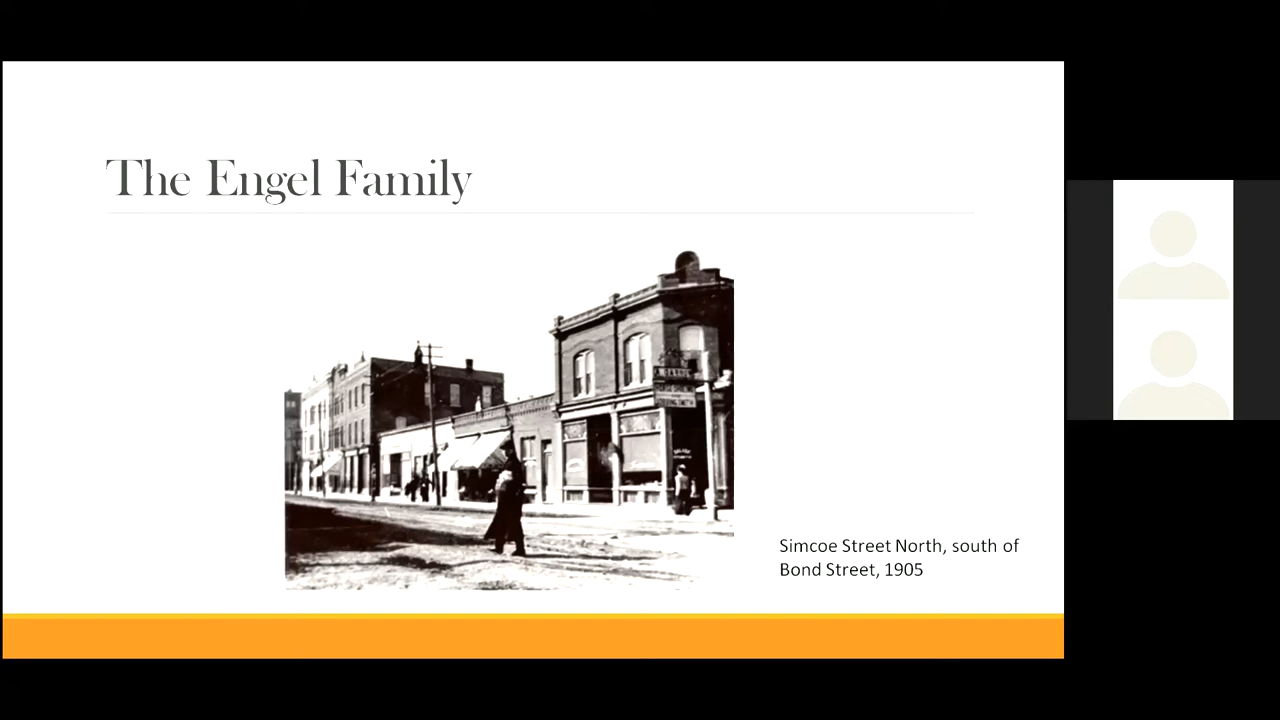 The Engel Family
Simcoe Street North, south of
Bond Street, 1905